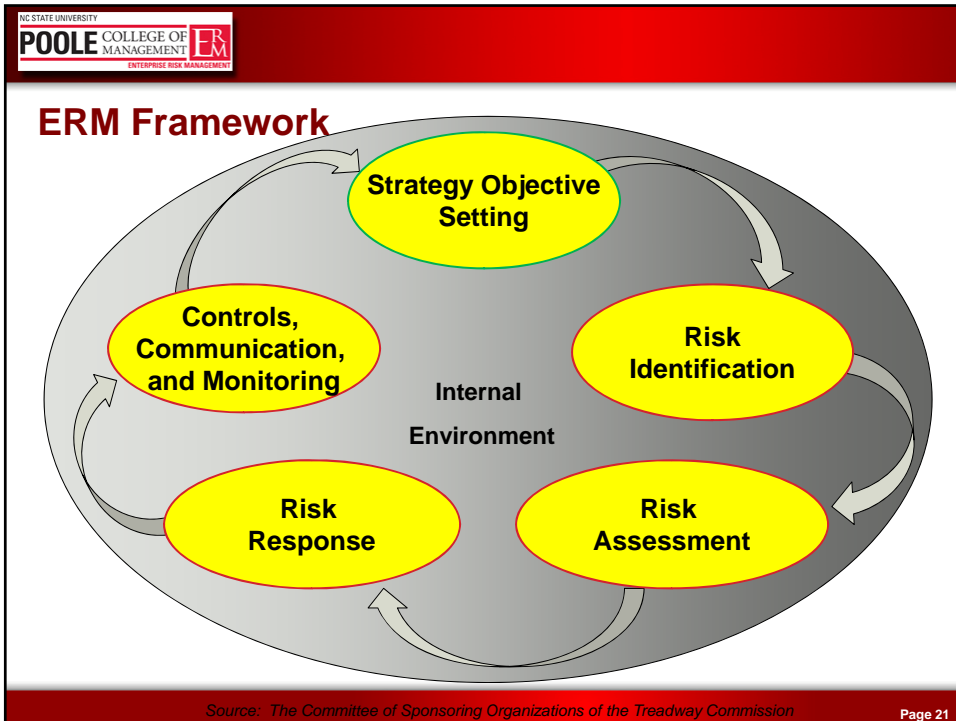 NC STATE UNIVERSITY
POOLE COLLEGE OF MANAGEMENT ERM
ENTERPRISE RISK MANAGEMENT
ERM Framework
Strategy Objective
Setting
Controls,
Communication,
and Monitoring
Risk
Identification
Internal
Environment
Risk
Response
Risk
Assessment
Source: The Committee of Sponsoring Organizations of the Treadway Commission
Page 21